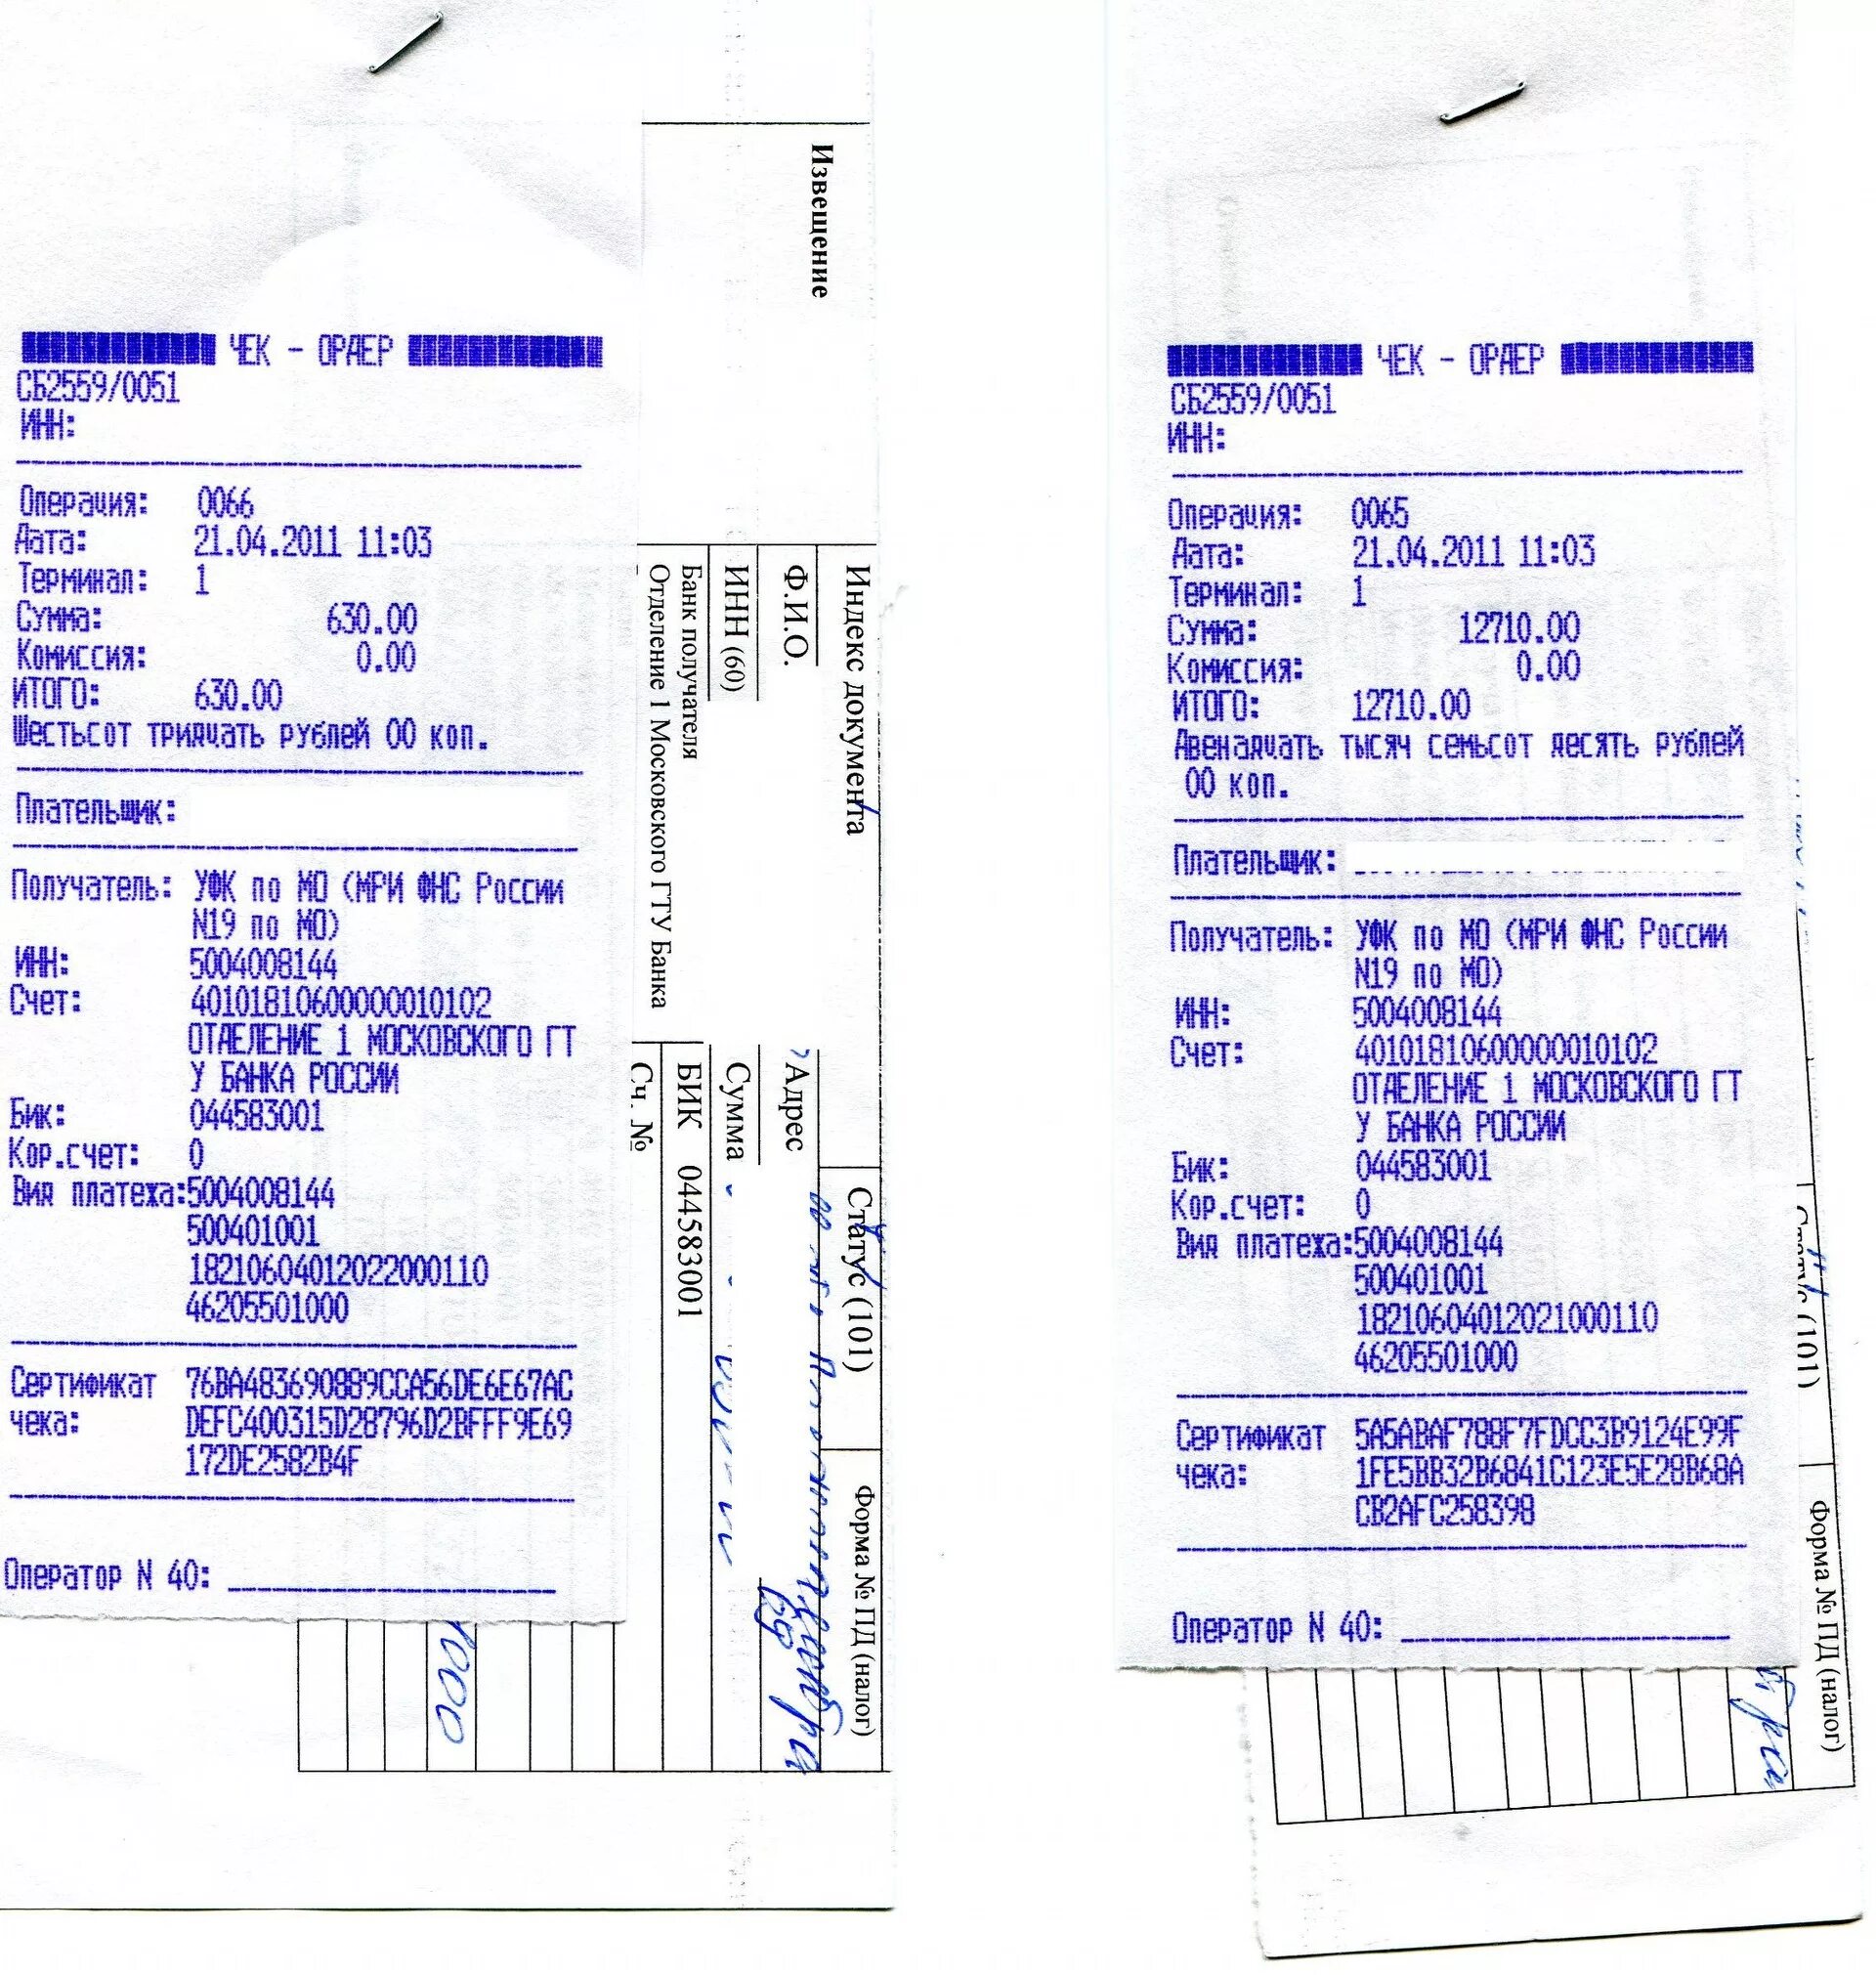 ЧЕК - ОРДЕР
СБ2559/0051
ИНН:
Операция: 0066
Дата: 21.04.2011 11:03
Терминал: 1
Сумма: 630.00
Комиссия: 0.00
ИТОГО: 630.00
Шестьсот тридцать рублей 00 коп.
Плательщик:
Получатель: УФК по МО (МРИ ФНС России
N19 по МО)
ИНН: 5004008144
Счет: 40101810600000010102
ОТДЕЛЕНИЕ 1 МОСКОВСКОГО ГТ
У БАНКА РОССИИ
Бик: 044583001
Кор.счет: 0
Вид платежа:5004008144
500401001
18210604012022000110
46205501000
Сертификат 76BA483690889CCA56DE6E67AC
чека: DEFC400315D28796D2BFFF9E69
172DE2582B4F
Оператор N 40:
Извещение
Индекс документа
Статус (101)
Форма № ПД (налог)
Ф.И.О.
Адрес
ИНН (60)
Сумма
Банк получателя
БИК 044583001
Отделение 1 Московского ГТУ Банка
Сч. №
000
ЧЕК - ОРДЕР
СБ2559/0051
ИНН:
Операция: 0065
Дата: 21.04.2011 11:03
Терминал: 1
Сумма: 12710.00
Комиссия: 0.00
ИТОГО: 12710.00
Двенадцать тысяч семьсот десять рублей
00 коп.
Плательщик:
Получатель: УФК по МО (МРИ ФНС России
N19 по МО)
ИНН: 5004008144
Счет: 40101810600000010102
ОТДЕЛЕНИЕ 1 МОСКОВСКОГО ГТ
У БАНКА РОССИИ
Бик: 044583001
Кор.счет: 0
Вид платежа:5004008144
500401001
18210604012021000110
46205501000
Сертификат 5A5ABAF788F7FDCC3B9124E99F
чека: 1FE5BB32B6841C123E5E28B68A
CB2AFC258398
Оператор N 40:
Статус (101)
Форма № ПД (налог)